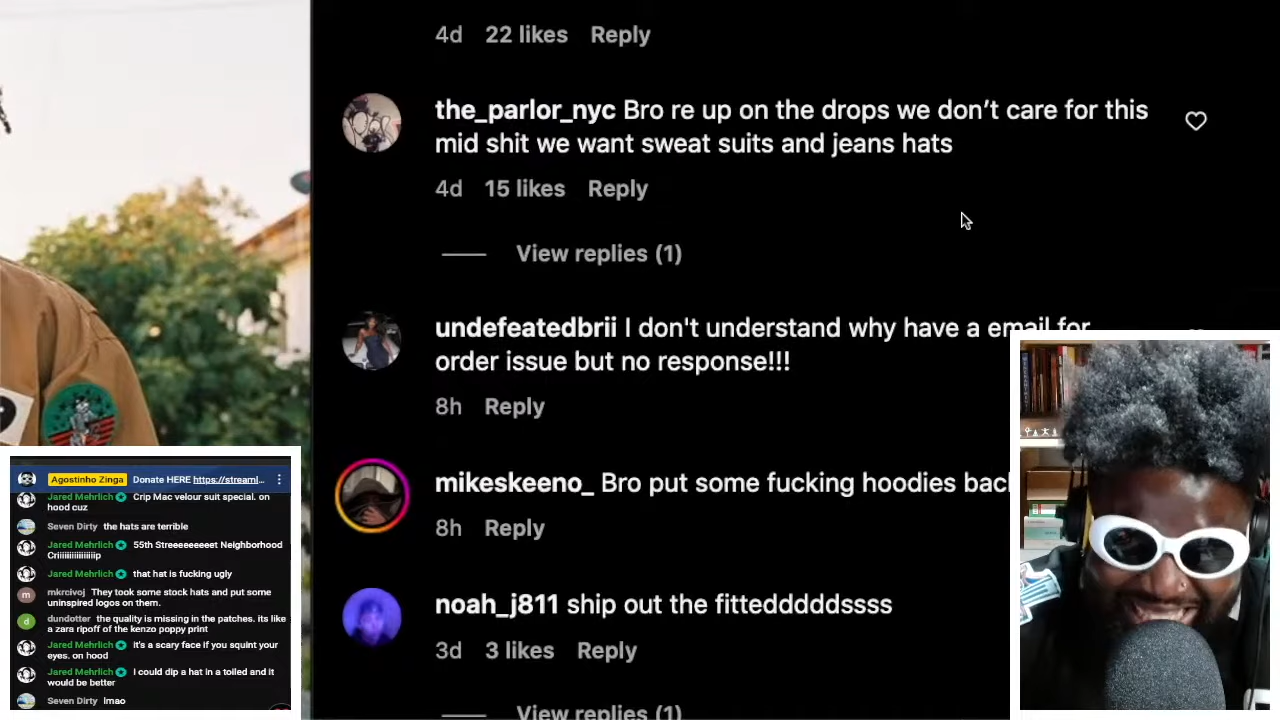 4d 22 likes Reply
the_parlor_nyc Bro re up on the drops we don’t care for this
mid shit we want sweat suits and jeans hats
4d 15 likes Reply
View replies (1)
undefeatedbrii I don't understand why have a email for
order issue but no response!!!
8h Reply
mikeskeeno_ Bro put some fucking hoodies back
8h Reply
noah_j811 ship out the fittedddddssss
3d 3 likes Reply
View replies (1)
Agostinho Zinga Donate HERE https://streaml...
Jared Mehrlich Crip Mac velour suit special. on
hood cuz
Seven Dirty the hats are terrible
Jared Mehrlich 55th Streeeeeeeeet Neighborhood
Criiiiiiiiiiiiiiip
Jared Mehrlich that hat is fucking ugly
m mkrcivoj They took some stock hats and put some
uninspired logos on them.
d dundotter the quality is missing in the patches. its like
a zara ripoff of the kenzo poppy print
Jared Mehrlich it's a scary face if you squint your
eyes. on hood
Jared Mehrlich I could dip a hat in a toiled and it
would be better
Seven Dirty lmao